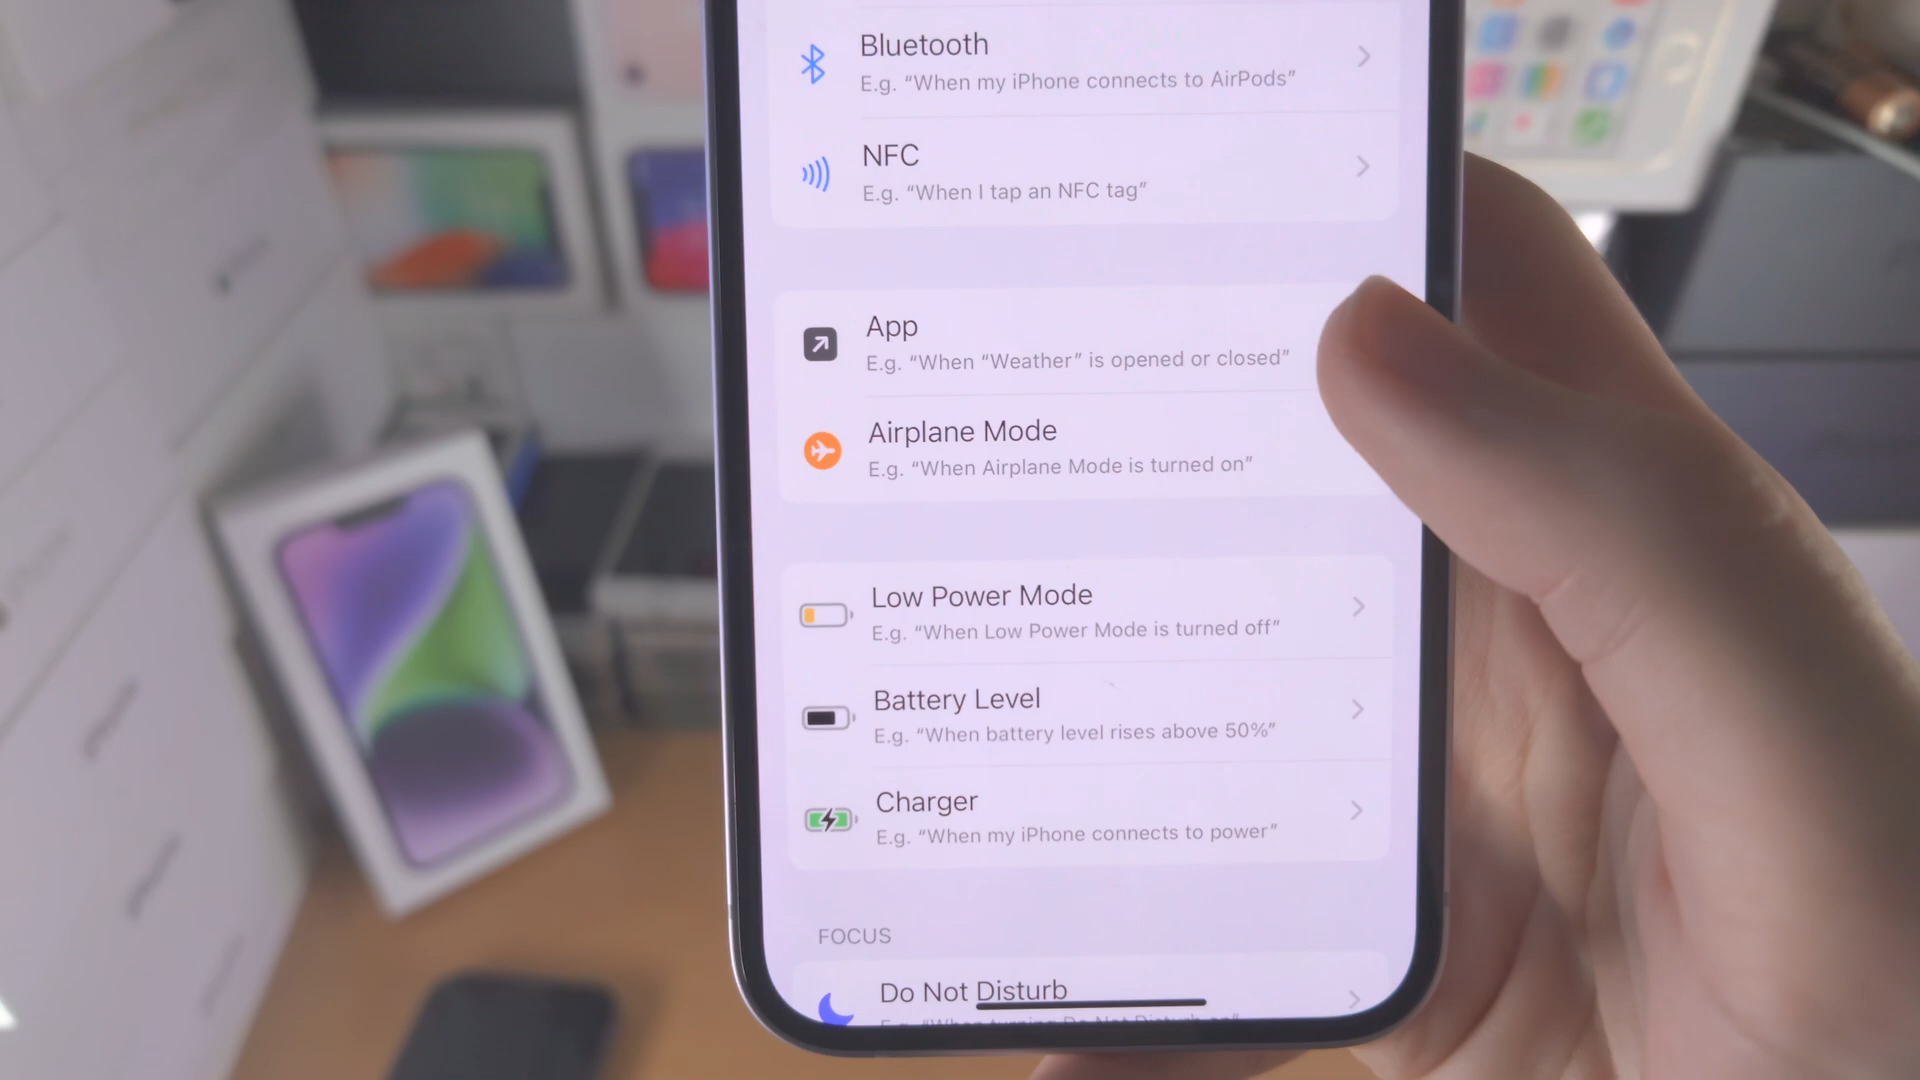 Bluetooth
E.g. “When my iPhone connects to AirPods”
NFC
E.g. “When I tap an NFC tag”
App
E.g. “When “Weather” is opened or closed”
Airplane Mode
E.g. “When Airplane Mode is turned on”
Low Power Mode
E.g. “When Low Power Mode is turned off”
Battery Level
E.g. “When battery level rises above 50%”
Charger
E.g. “When my iPhone connects to power”
FOCUS
Do Not Disturb